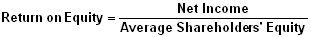 Return on Equity = Net Income
Average Shareholders' Equity